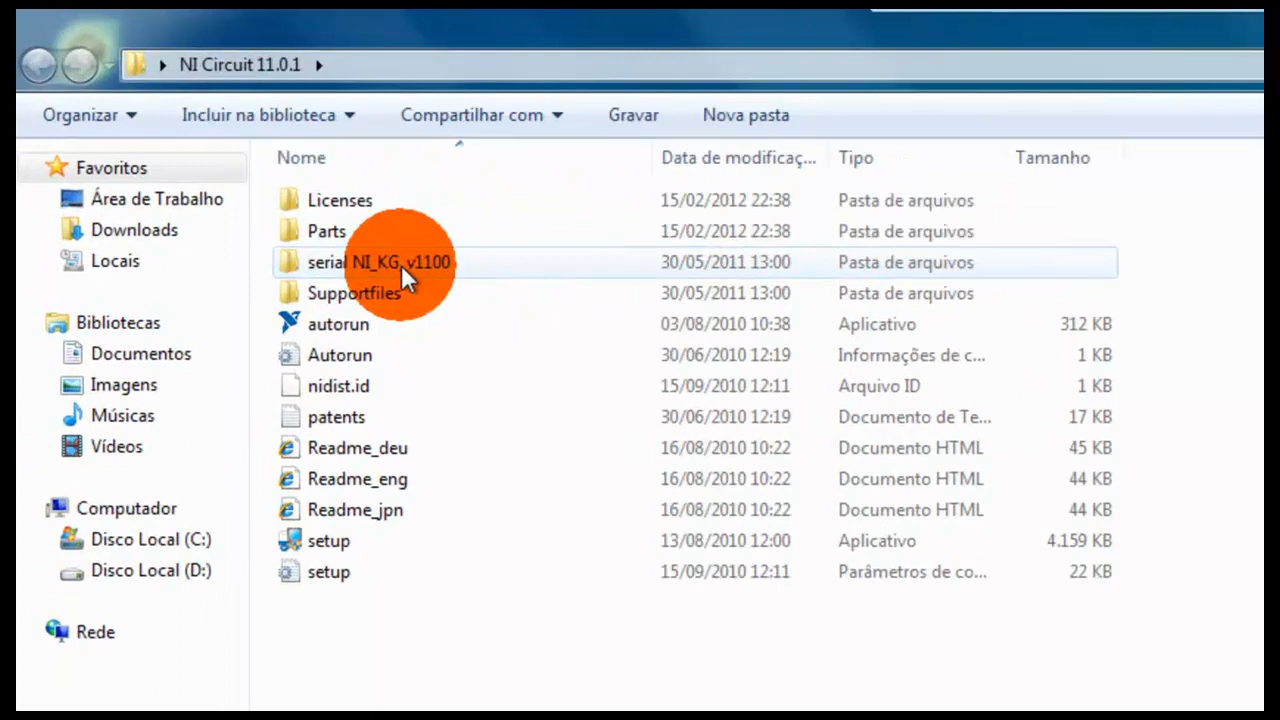 NI Circuit 11.0.1
Organizar Incluir na biblioteca Compartilhar com Gravar Nova pasta
Nome Data de modificaç... Tipo Tamanho
Favoritos
Área de Trabalho
Downloads
Locais
Bibliotecas
Documentos
Imagens
Músicas
Vídeos
Computador
Disco Local (C:)
Disco Local (D:)
Rede
Licenses 15/02/2012 22:38 Pasta de arquivos
Parts 15/02/2012 22:38 Pasta de arquivos
serial NI_KG_v1100 30/05/2011 13:00 Pasta de arquivos
Supportfiles 30/05/2011 13:00 Pasta de arquivos
autorun 03/08/2010 10:38 Aplicativo 312 KB
Autorun 30/06/2010 12:19 Informações de c... 1 KB
nidist.id 15/09/2010 12:11 Arquivo ID 1 KB
patents 30/06/2010 12:19 Documento de Te... 17 KB
Readme_deu 16/08/2010 10:22 Documento HTML 45 KB
Readme_eng 16/08/2010 10:22 Documento HTML 44 KB
Readme_jpn 16/08/2010 10:22 Documento HTML 44 KB
setup 13/08/2010 12:00 Aplicativo 4.159 KB
setup 15/09/2010 12:11 Parâmetros de co... 22 KB